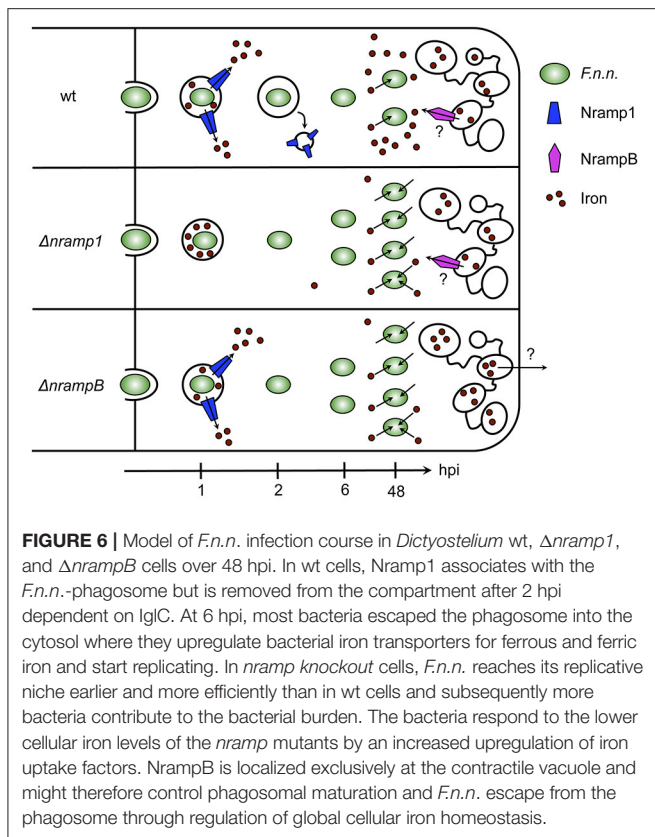 wt
?
F.n.n.
Nramp1
NrampB
Iron
Δnramp1
?
ΔnrampB
?
hpi
1 2 6 48
FIGURE 6 | Model of F.n.n. infection course in Dictyostelium wt, Δnramp1,
and ΔnrampB cells over 48 hpi. In wt cells, Nramp1 associates with the
F.n.n.-phagosome but is removed from the compartment after 2 hpi
dependent on IglC. At 6 hpi, most bacteria escaped the phagosome into the
cytosol where they upregulate bacterial iron transporters for ferrous and ferric
iron and start replicating. In nramp knockout cells, F.n.n. reaches its replicative
niche earlier and more efficiently than in wt cells and subsequently more
bacteria contribute to the bacterial burden. The bacteria respond to the lower
cellular iron levels of the nramp mutants by an increased upregulation of iron
uptake factors. NrampB is localized exclusively at the contractile vacuole and
might therefore control phagosomal maturation and F.n.n. escape from the
phagosome through regulation of global cellular iron homeostasis.